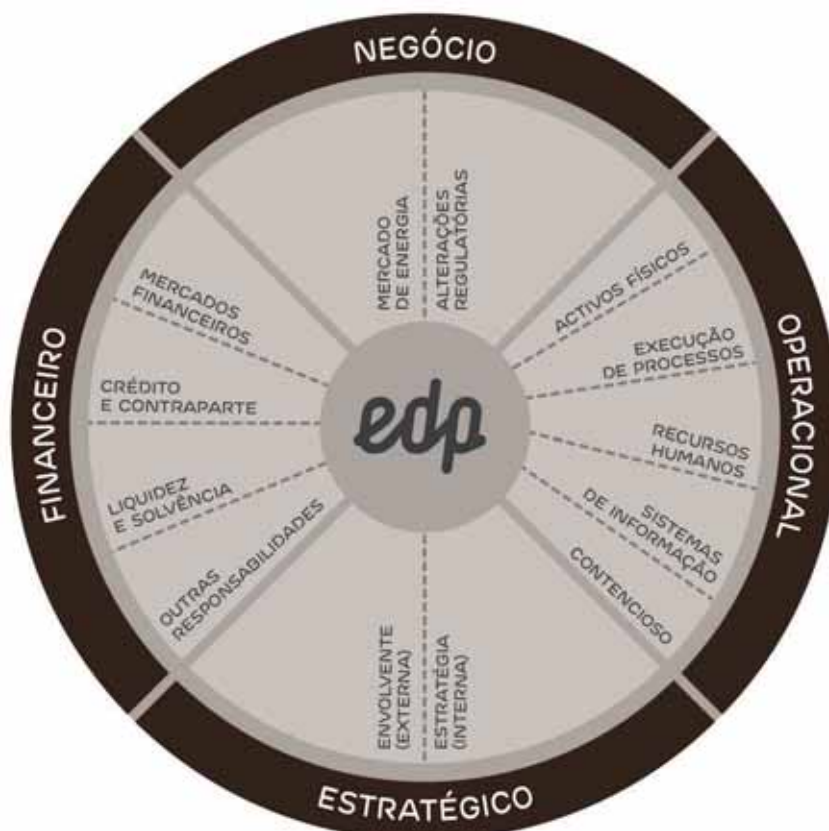 NEGÓCIO
MERCADO
DE ENERGIA
ALTERAÇÕES
REGULATÓRIAS
OPERACIONAL
ACTIVOS FÍSICOS
EXECUÇÃO
DE PROCESSOS
RECURSOS
HUMANOS
SISTEMAS
DE INFORMAÇÃO
CONTENCIOSO
ESTRATÉGICO
ENVOLVENTE
(EXTERNA)
ESTRATÉGIA
(INTERNA)
FINANCEIRO
MERCADOS
FINANCEIROS
CRÉDITO
E CONTRAPARTE
LIQUIDEZ
E SOLVÊNCIA
OUTRAS
RESPONSABILIDADES
edp